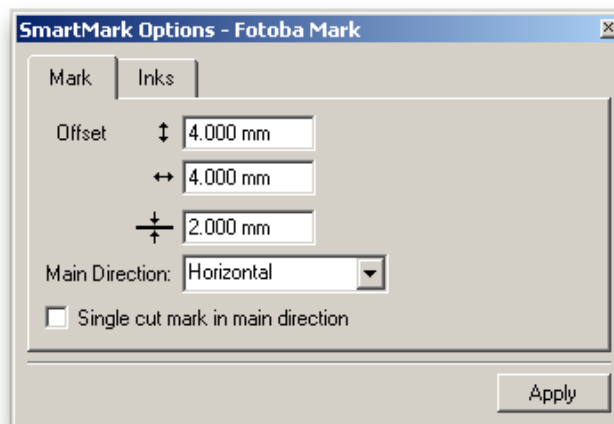 SmartMark Options - Fotoba Mark
Mark Inks
Offset 4.000 mm
4.000 mm
2.000 mm
Main Direction: Horizontal
Single cut mark in main direction
Apply